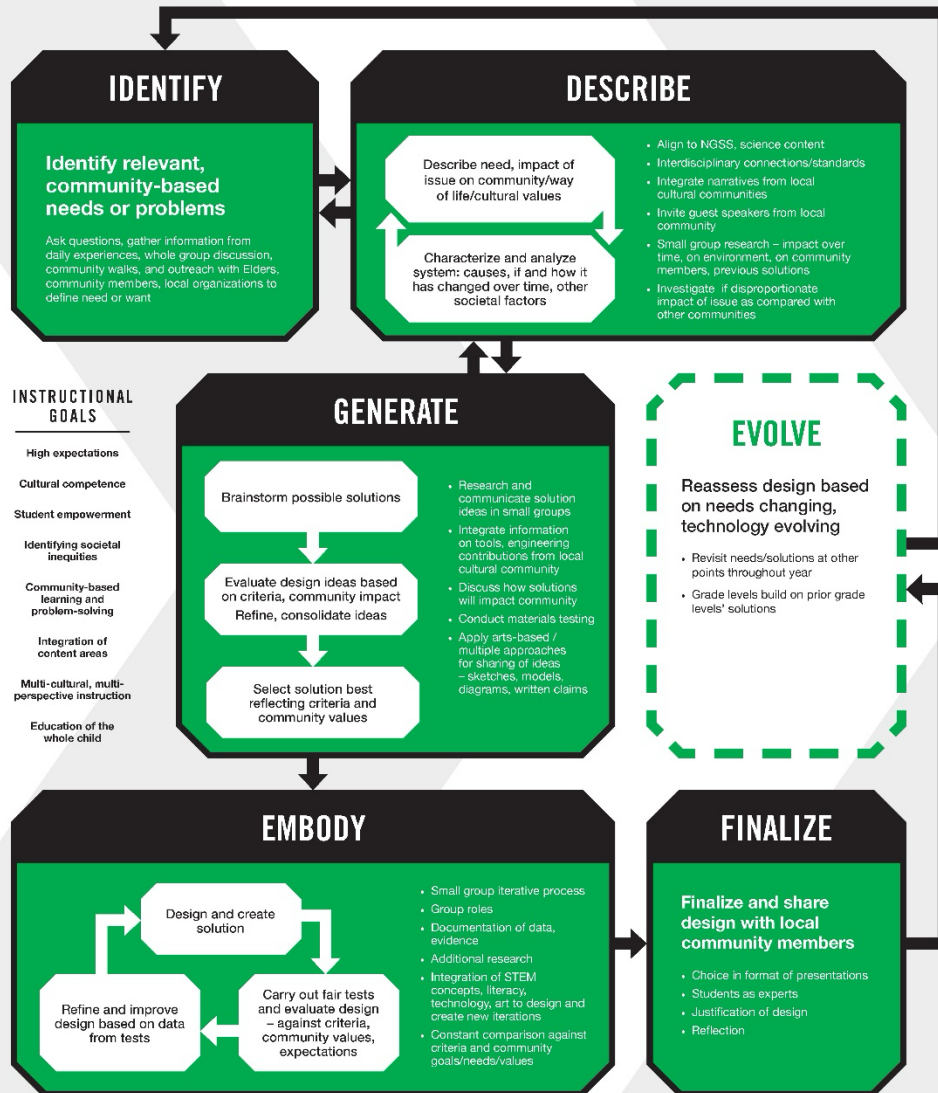 IDENTIFY
Identify relevant,
community-based
needs or problems
Ask questions, gather information from
daily experiences, whole group discussion,
community walks, and outreach with Elders,
community members, local organizations to
define need or want
DESCRIBE
Describe need, impact of
issue on community/way
of life/cultural values
Characterize and analyze
system: causes, if and how it
has changed over time, other
societal factors
• Align to NGSS, science content
• Interdisciplinary connections/standards
• Integrate narratives from local
cultural communities
• Invite guest speakers from local
community
• Small group research – impact over
time, on environment, on community
members, previous solutions
• Investigate if disproportionate
impact of issue as compared with
other communities
INSTRUCTIONAL
GOALS
High expectations
Cultural competence
Student empowerment
Identifying societal
inequities
Community-based
learning and
problem-solving
Integration of
content areas
Multi-cultural, multi-
perspective instruction
Education of the
whole child
GENERATE
Brainstorm possible solutions
Evaluate design ideas based
on criteria, community impact
Refine, consolidate ideas
Select solution best
reflecting criteria and
community values
• Research and
communicate solution
ideas in small groups
• Integrate information
on tools, engineering
contributions from local
cultural community
• Discuss how solutions
will impact community
• Conduct materials testing
• Apply arts-based /
multiple approaches
for sharing of ideas
– sketches, models,
diagrams, written claims
EVOLVE
Reassess design based
on needs changing,
technology evolving
• Revisit needs/solutions at other
points throughout year
• Grade levels build on prior grade
levels' solutions
EMBODY
Design and create
solution
Refine and improve
design based on data
from tests
Carry out fair tests
and evaluate design
– against criteria,
community values,
expectations
• Small group iterative process
• Group roles
• Documentation of data,
evidence
• Additional research
• Integration of STEM
concepts, literacy,
technology, art to design and
create new iterations
• Constant comparison against
criteria and community
goals/needs/values
FINALIZE
Finalize and share
design with local
community members
• Choice in format of presentations
• Students as experts
• Justification of design
• Reflection